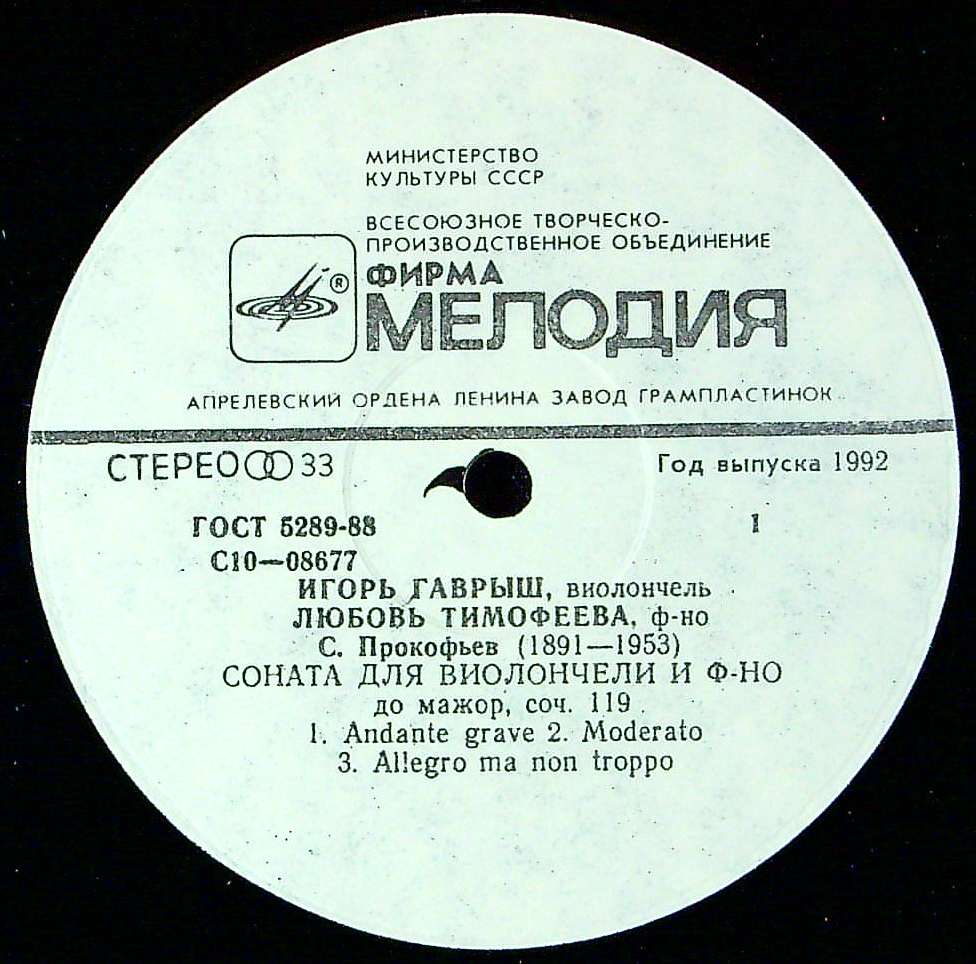 МИНИСТЕРСТВО
КУЛЬТУРЫ СССР
ВСЕСОЮЗНОЕ ТВОРЧЕСКО-
ПРОИЗВОДСТВЕННОЕ ОБЪЕДИНЕНИЕ
ФИРМА
®
МЕЛОДИЯ
АПРЕЛЕВСКИЙ ОРДЕНА ЛЕНИНА ЗАВОД ГРАМПЛАСТИНОК
СТЕРЕО 33
Год выпуска 1992
ГОСТ 5289-88
1
С10—08677
ИГОРЬ ГАВРЫШ, виолончель
ЛЮБОВЬ ТИМОФЕЕВА, ф-но
С. Прокофьев (1891—1953)
СОНАТА ДЛЯ ВИОЛОНЧЕЛИ И Ф-НО
до мажор, соч. 119
1. Andante grave 2. Moderato
3. Allegro ma non troppo